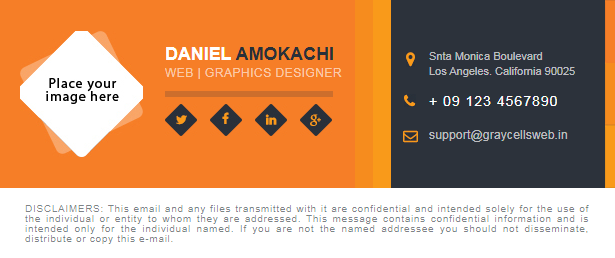 Place your
image here
DANIEL AMOKACHI
WEB | GRAPHICS DESIGNER
Snta Monica Boulevard
Los Angeles. California 90025
+ 09 123 4567890
support@graycellsweb.in
DISCLAIMERS: This email and any files transmitted with it are confidential and intended solely for the use of
the individual or entity to whom they are addressed. This message contains confidential information and is
intended only for the individual named. If you are not the named addressee you should not disseminate,
distribute or copy this e-mail.